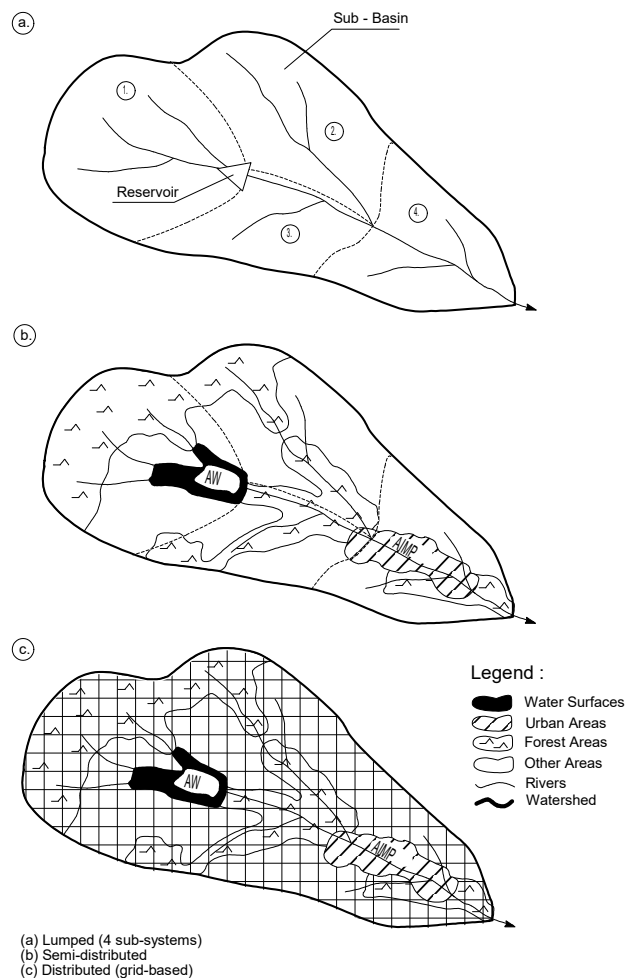 a.
Sub - Basin
1.
2.
Reservoir
4.
3.
b.
AW
AIMP
c.
Legend :
Water Surfaces
AW
Urban Areas
Forest Areas
Other Areas
Rivers
Watershed
AIMP
(a) Lumped (4 sub-systems)
(b) Semi-distributed
(c) Distributed (grid-based)